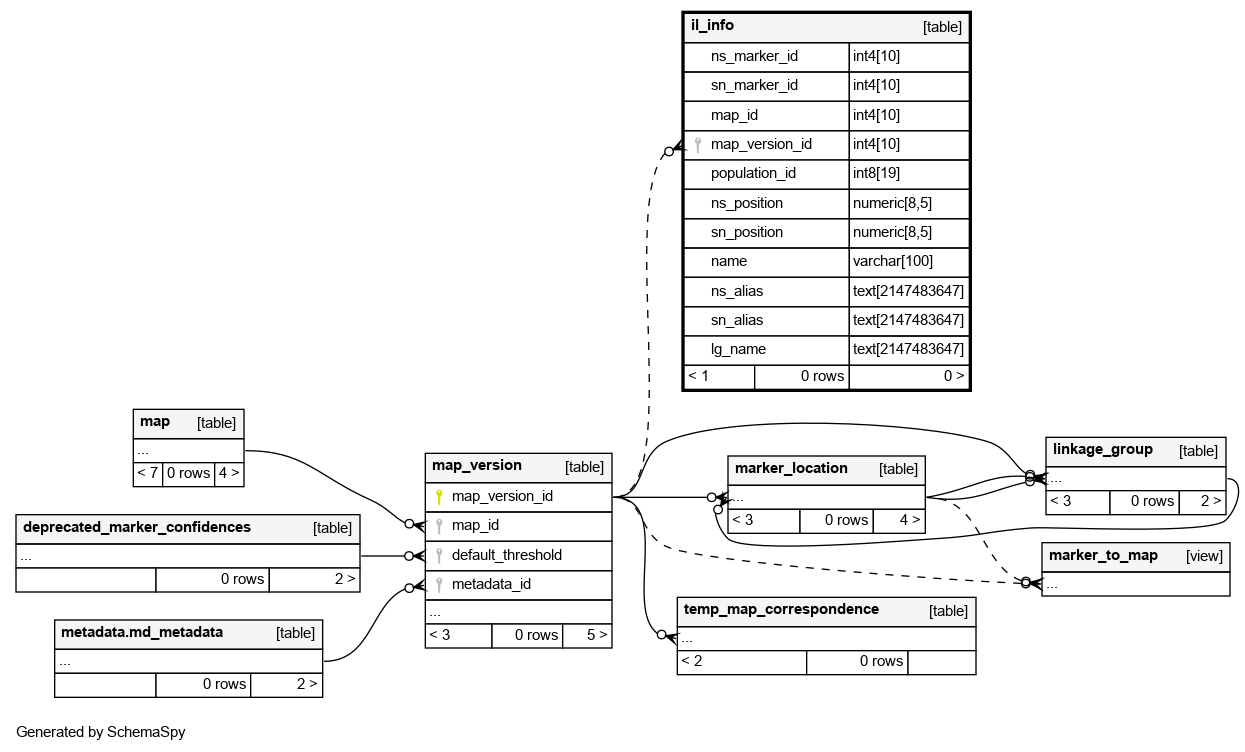 il_info [table]
ns_marker_id int4[10]
sn_marker_id int4[10]
map_id int4[10]
map_version_id int4[10]
population_id int8[19]
ns_position numeric[8,5]
sn_position numeric[8,5]
name varchar[100]
ns_alias text[2147483647]
sn_alias text[2147483647]
lg_name text[2147483647]
< 1 0 rows 0 >
map [table]
...
< 7 0 rows 4 >
deprecated_marker_confidences [table]
...
0 rows 2 >
metadata.md_metadata [table]
...
0 rows 2 >
map_version [table]
map_version_id
map_id
default_threshold
metadata_id
...
< 3 0 rows 5 >
marker_location [table]
...
< 3 0 rows 4 >
linkage_group [table]
...
< 3 0 rows 2 >
marker_to_map [view]
...
temp_map_correspondence [table]
...
< 2 0 rows
Generated by SchemaSpy